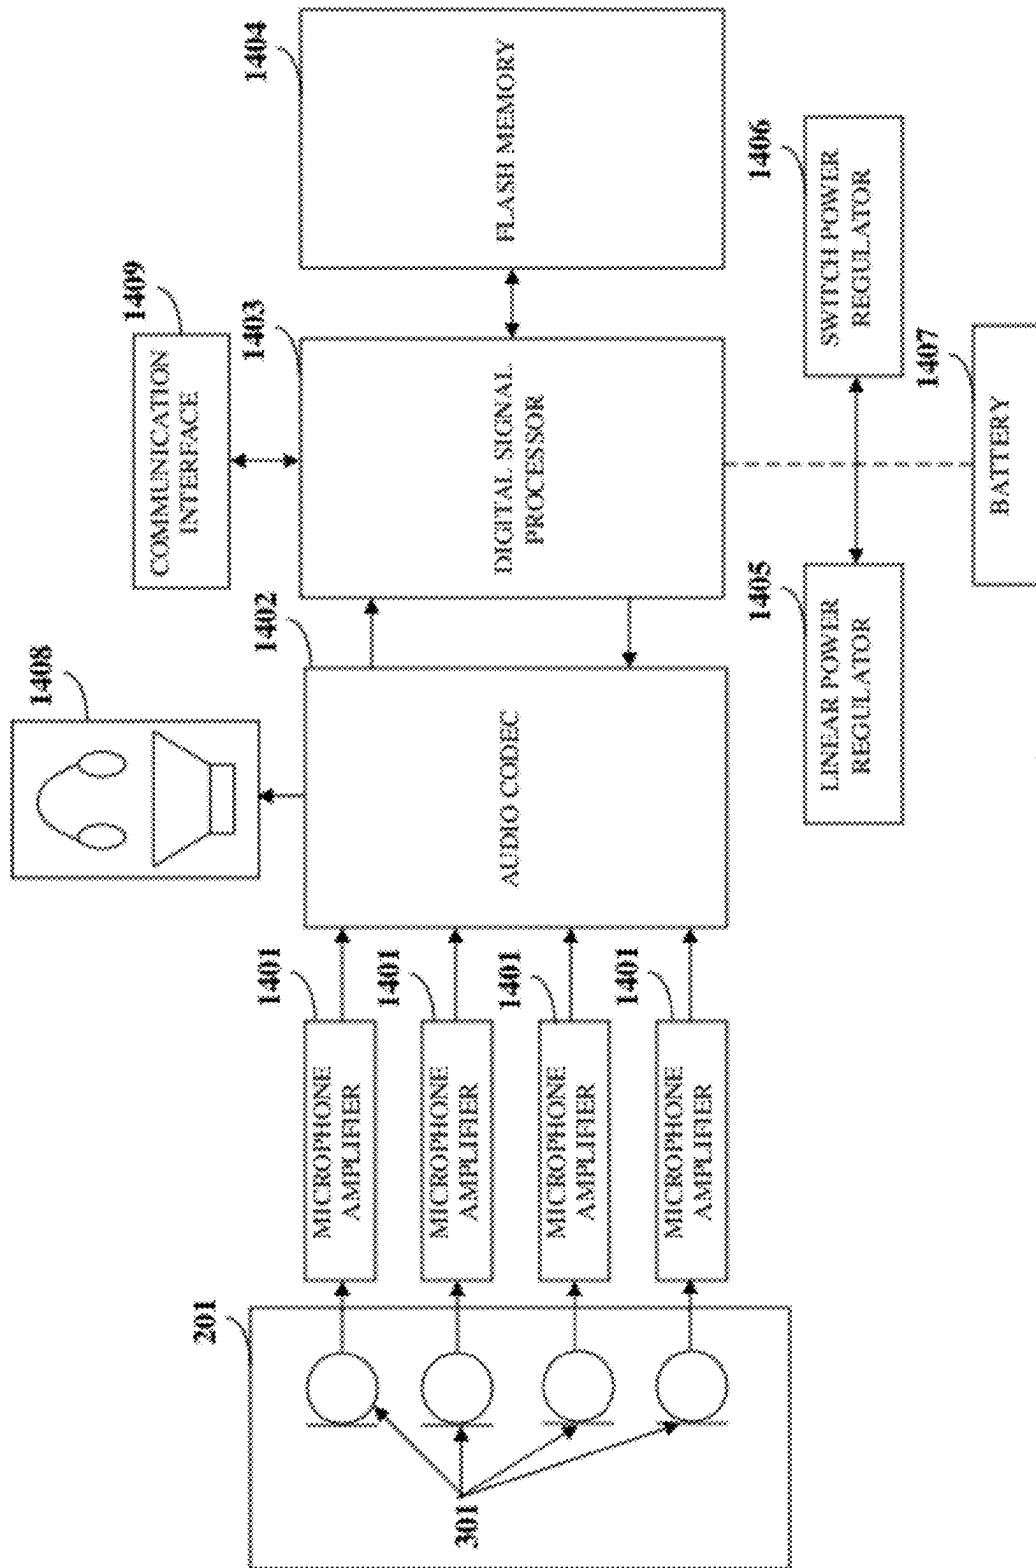 201
301
MICROPHONE
AMPLIFIER
1401
MICROPHONE
AMPLIFIER
1401
MICROPHONE
AMPLIFIER
1401
MICROPHONE
AMPLIFIER
1401
AUDIO CODEC
1402
1408
DIGITAL SIGNAL
PROCESSOR
1403
COMMUNICATION
INTERFACE
1409
FLASH MEMORY
1404
LINEAR POWER
REGULATOR
1405
SWITCH POWER
REGULATOR
1406
BATTERY
1407